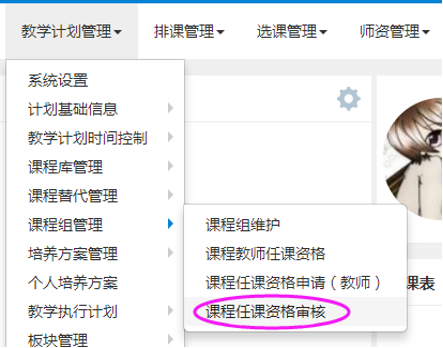 教学计划管理 排课管理 选课管理 师资管理
系统设置
计划基础信息
教学计划时间控制
课程库管理
课程替代管理
课程组管理
培养方案管理
个人培养方案
教学执行计划
板块管理
课程组维护
课程教师任课资格
课程任课资格申请（教师）
课程任课资格审核
课表